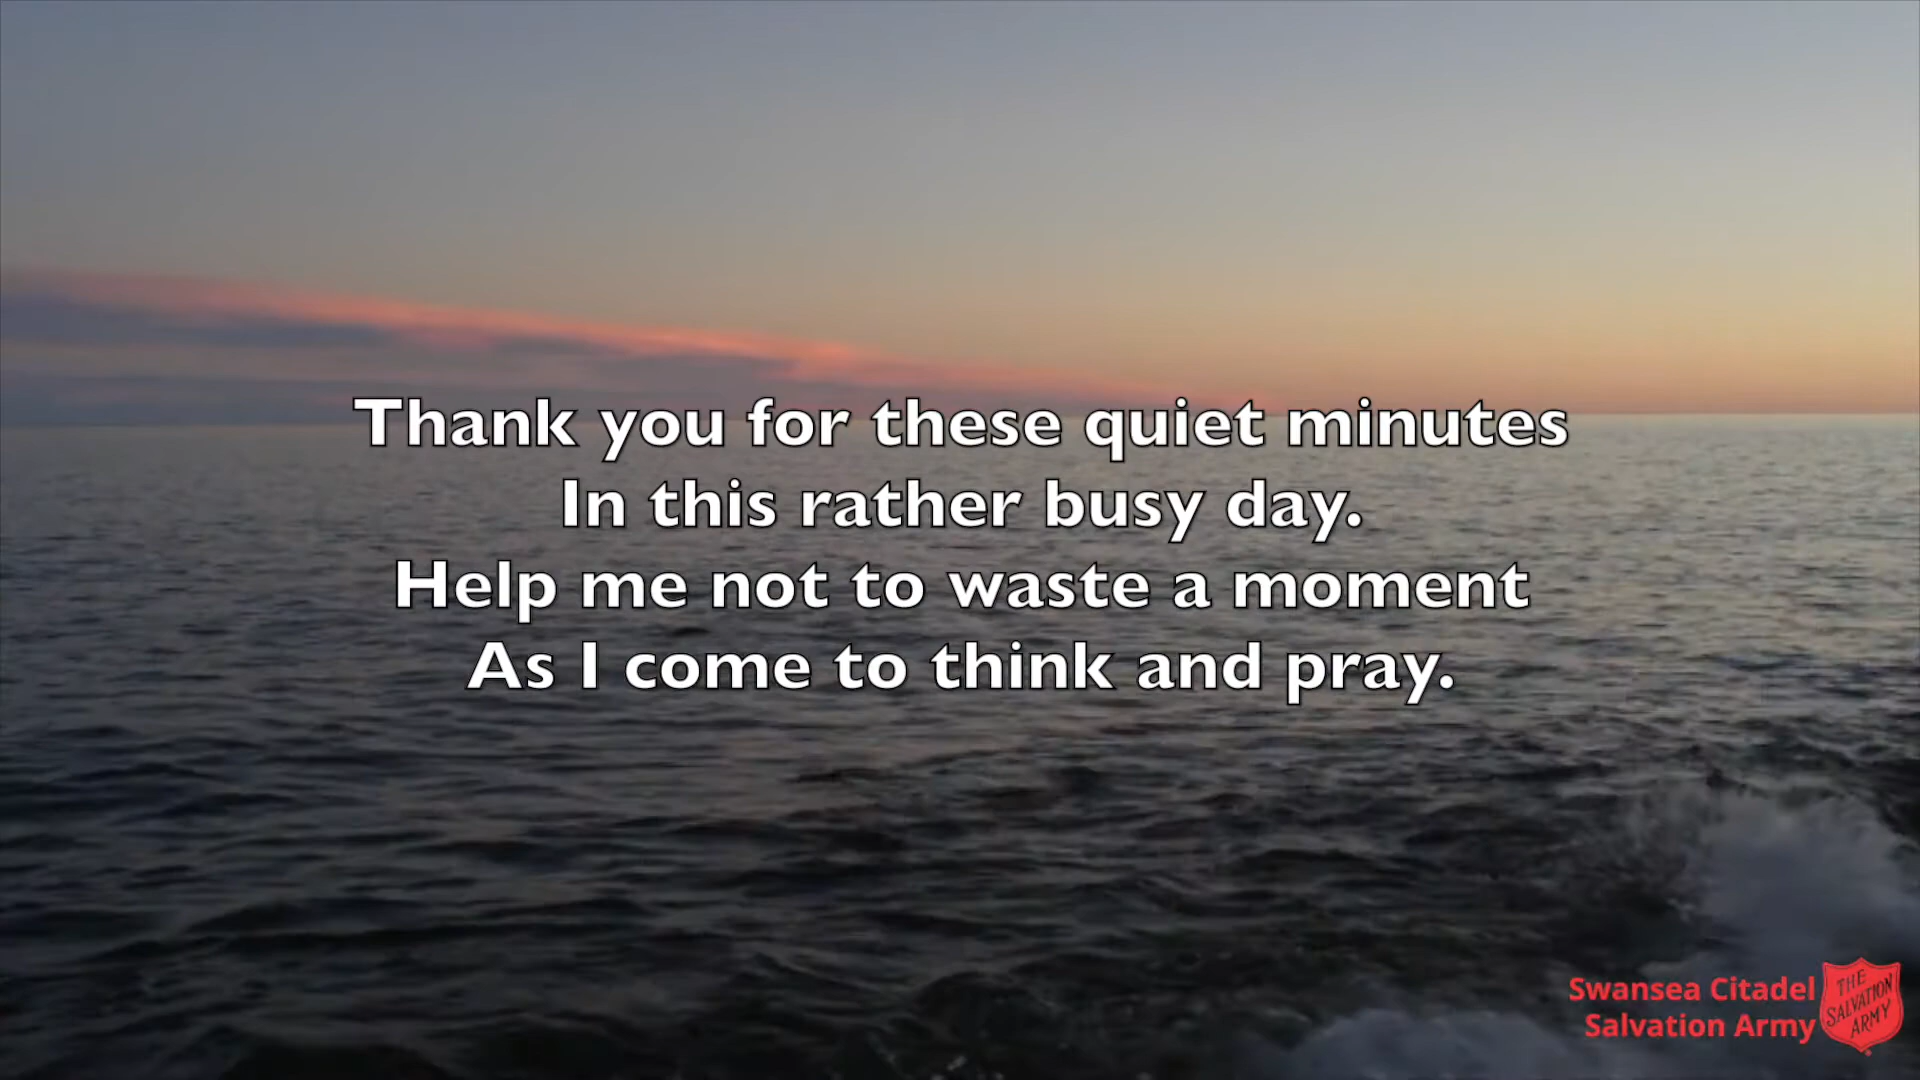 Thank you for these quiet minutes
In this rather busy day.
Help me not to waste a moment
As I come to think and pray.
Swansea Citadel
Salvation Army
THE
SALVATION
ARMY